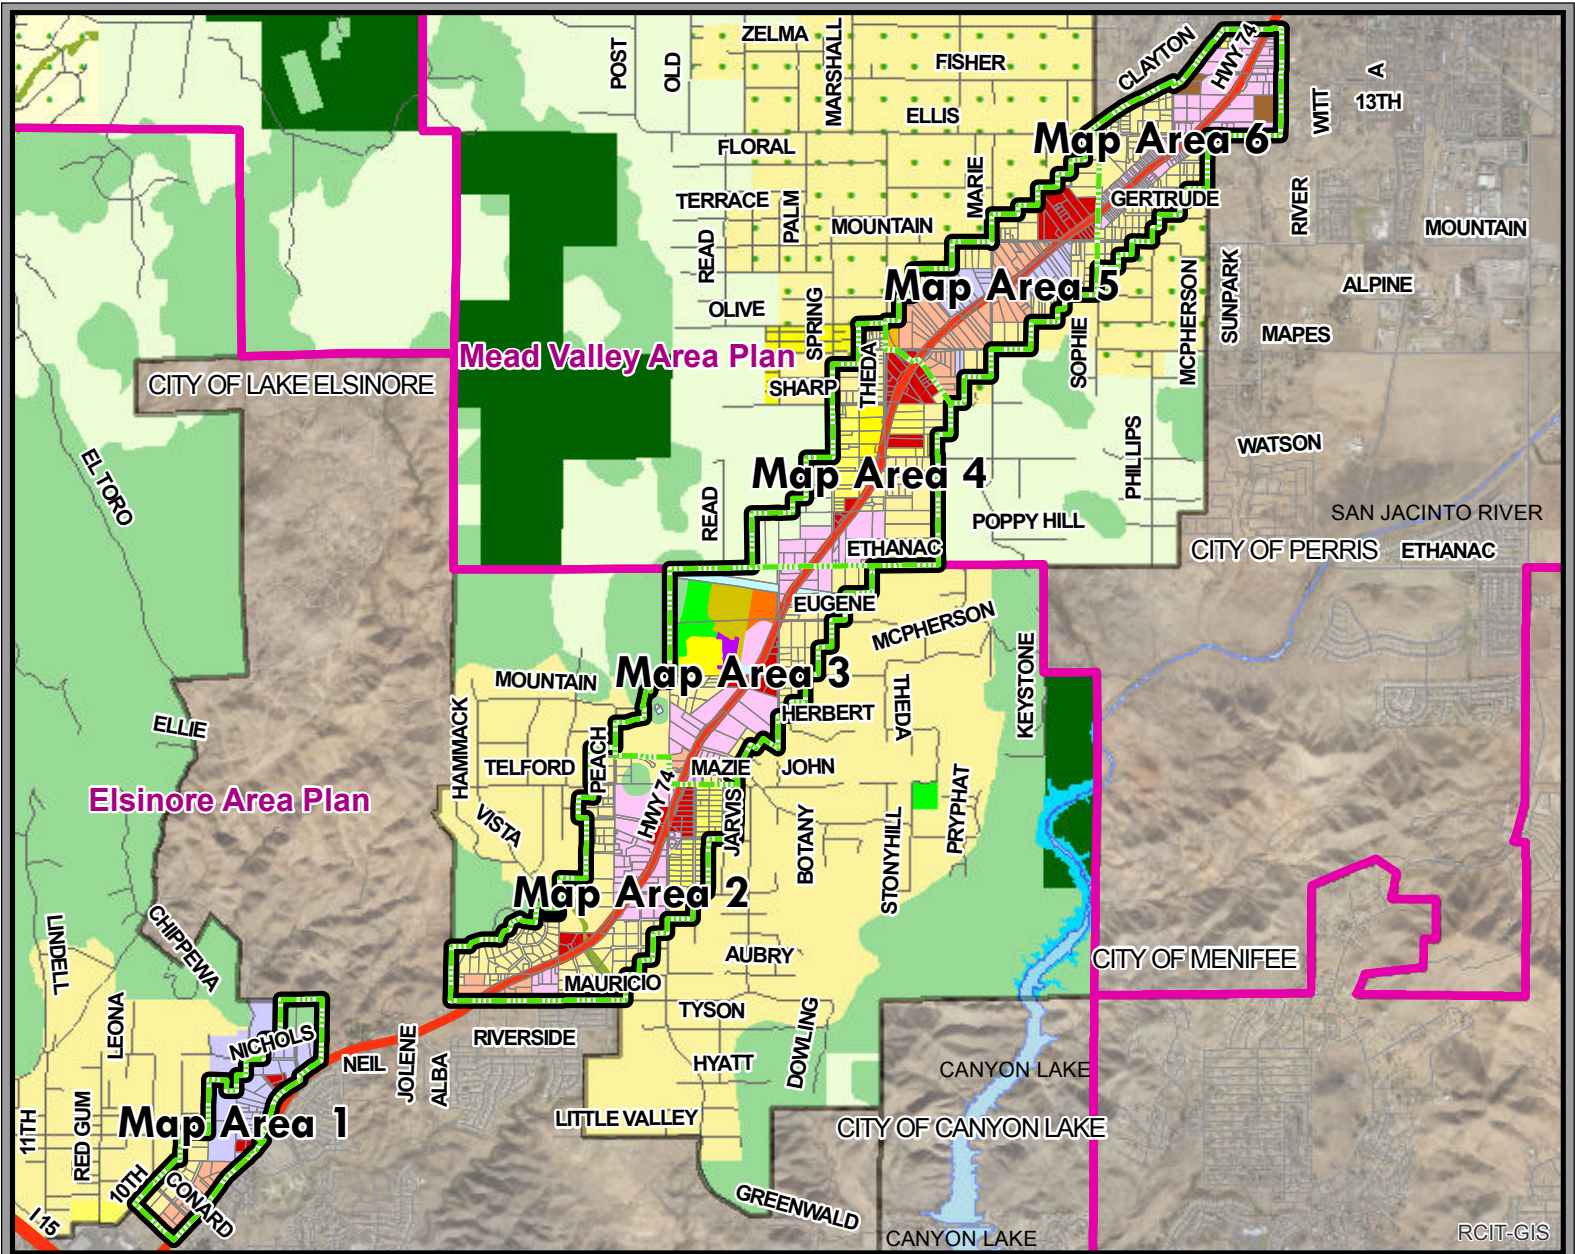 ZELMA
CLAYTON
HWY 74
POST
OLD
MARSHALL
FISHER
A
WITT
13TH
ELLIS
Map Area 6
FLORAL
MARIE
TERRACE
PALM
GERTRUDE
RIVER
MOUNTAIN
MOUNTAIN
READ
Map Area 5
MCPHERSON
SUNPARK
ALPINE
OLIVE
SPRING
MAPES
Mead Valley Area Plan
THEDA
SOPHIE
CITY OF LAKE ELSINORE
SHARP
WATSON
PHILLIPS
EL TORO
Map Area 4
READ
POPPY HILL
SAN JACINTO RIVER
ETHANAC
CITY OF PERRIS
ETHANAC
EUGENE
MCPHERSON
KEYSTONE
MOUNTAIN
Map Area 3
THEDA
HAMMACK
HERBERT
ELLIE
PEACH
TELFORD
MAZIE
JOHN
Elsinore Area Plan
HWY 74
JARVIS
PRYPHAT
VISTA
BOTANY
STONYHILL
Map Area 2
LINDELL
CHIPPEWA
AUBRY
CITY OF MENIFEE
MAURICIO
LEONA
TYSON
DOWLING
NICHOLS
RIVERSIDE
NEIL
JOLENE
ALBA
HYATT
CANYON LAKE
11TH
RED GUM
Map Area 1
LITTLE VALLEY
CITY OF CANYON LAKE
10TH
CONARD
GREENWALD
I 15
CANYON LAKE
RCIT-GIS